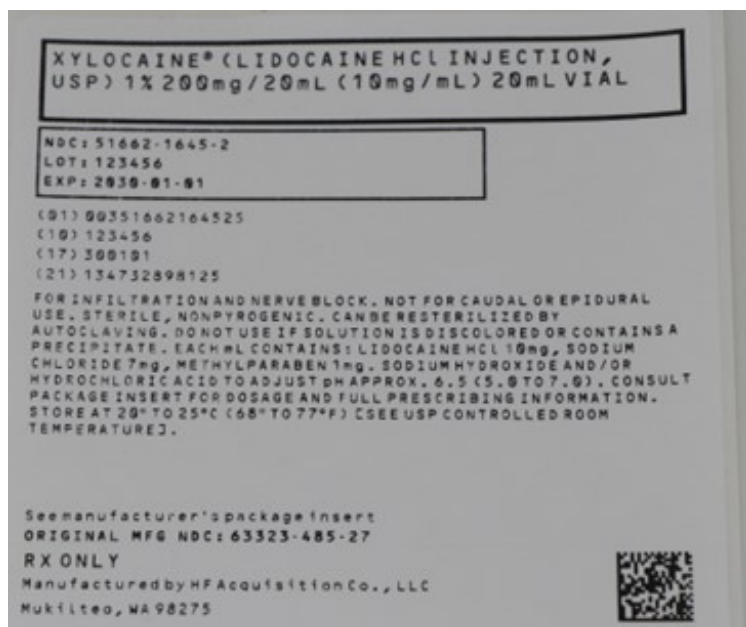 XYLOCAINE® (LIDOCAINE HCl INJECTION,
USP) 1% 200mg/20mL (10mg/mL) 20mL VIAL
NDC: 51662-1645-2
LOT: 123456
EXP: 2030-01-01
(01) 00351662164525
(10) 123456
(17) 300101
(21) 134732898125
FOR INFILTRATION AND NERVE BLOCK. NOT FOR CAUDAL OR EPIDURAL
USE. STERILE, NONPYROGENIC. CAN BE RESTERILIZED BY
AUTOCLAVING. DO NOT USE IF SOLUTION IS DISCOLORED OR CONTAINS A
PRECIPITATE. EACH mL CONTAINS: LIDOCAINE HCL 10mg, SODIUM
CHLORIDE 7mg, METHYLPARABEN 1mg. SODIUM HYDROXIDE AND/OR
HYDROCHLORIC ACID TO ADJUST pH APPROX. 6.5 (5.0 TO 7.0). CONSULT
PACKAGE INSERT FOR DOSAGE AND FULL PRESCRIBING INFORMATION.
STORE AT 20° TO 25°C (68° TO 77°F) [SEE USP CONTROLLED ROOM
TEMPERATURE].
See manufacturer's package insert
ORIGINAL MFG NDC: 63323-485-27
RX ONLY
Manufactured by HF Acquisition Co., LLC
Mukilteo, WA 98275